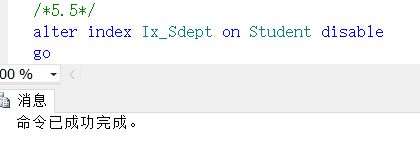 /*5.5*/
alter index Ix_Sdept on Student disable
go
00 %
消息
命令已成功完成。